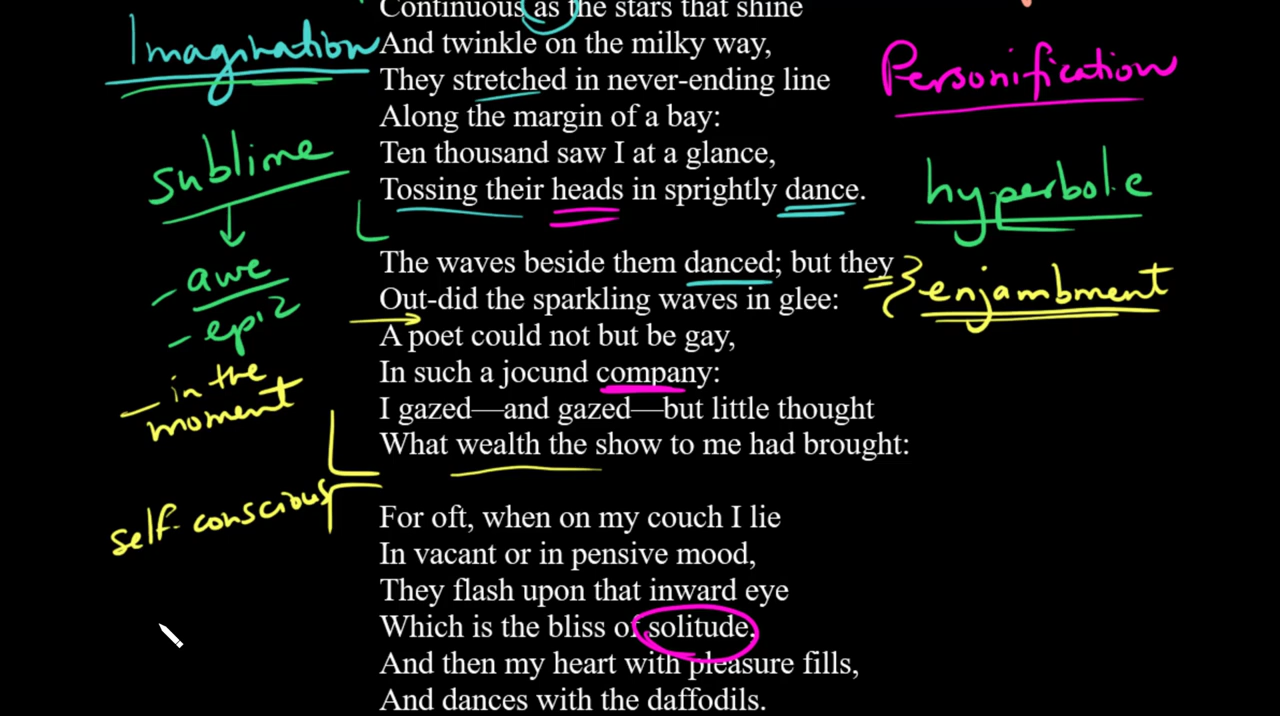 Continuous as the stars that shine
And twinkle on the milky way,
They stretched in never-ending line
Along the margin of a bay:
Ten thousand saw I at a glance,
Tossing their heads in sprightly dance.
The waves beside them danced; but they
Out-did the sparkling waves in glee:
A poet could not but be gay,
In such a jocund company:
I gazed—and gazed—but little thought
What wealth the show to me had brought:
For oft, when on my couch I lie
In vacant or in pensive mood,
They flash upon that inward eye
Which is the bliss of solitude.
And then my heart with pleasure fills,
And dances with the daffodils.
Imagination
sublime
- awe
- epic
- in the
moment
self-conscious
Personification
hyperbole
enjambment